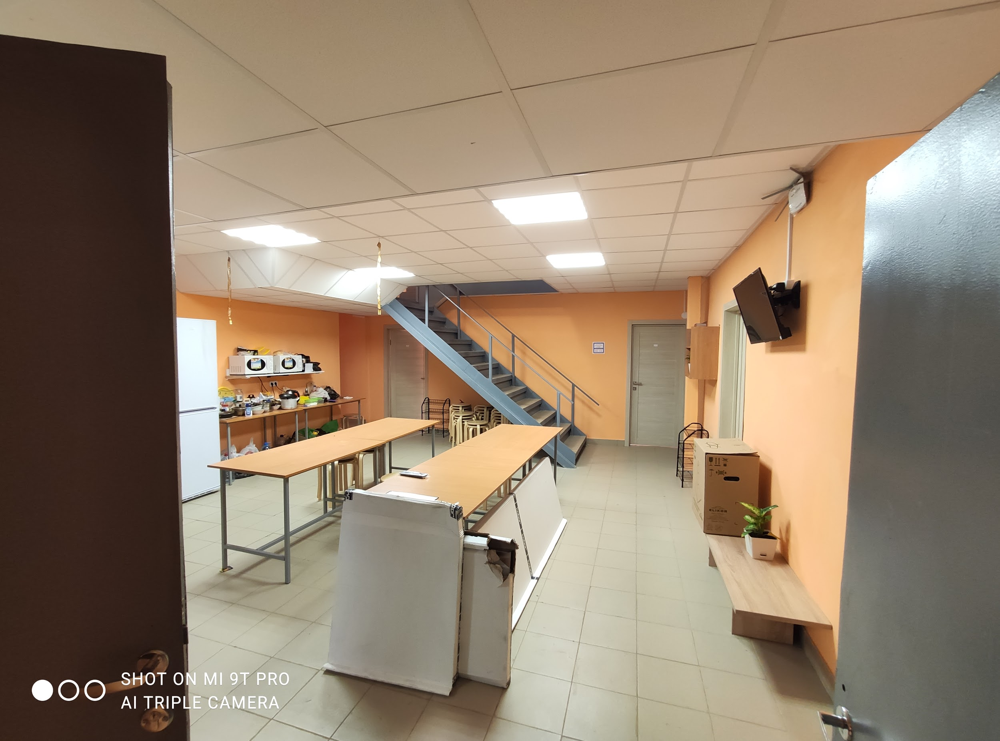 ELIKOR
SHOT ON MI 9T PRO
AI TRIPLE CAMERA